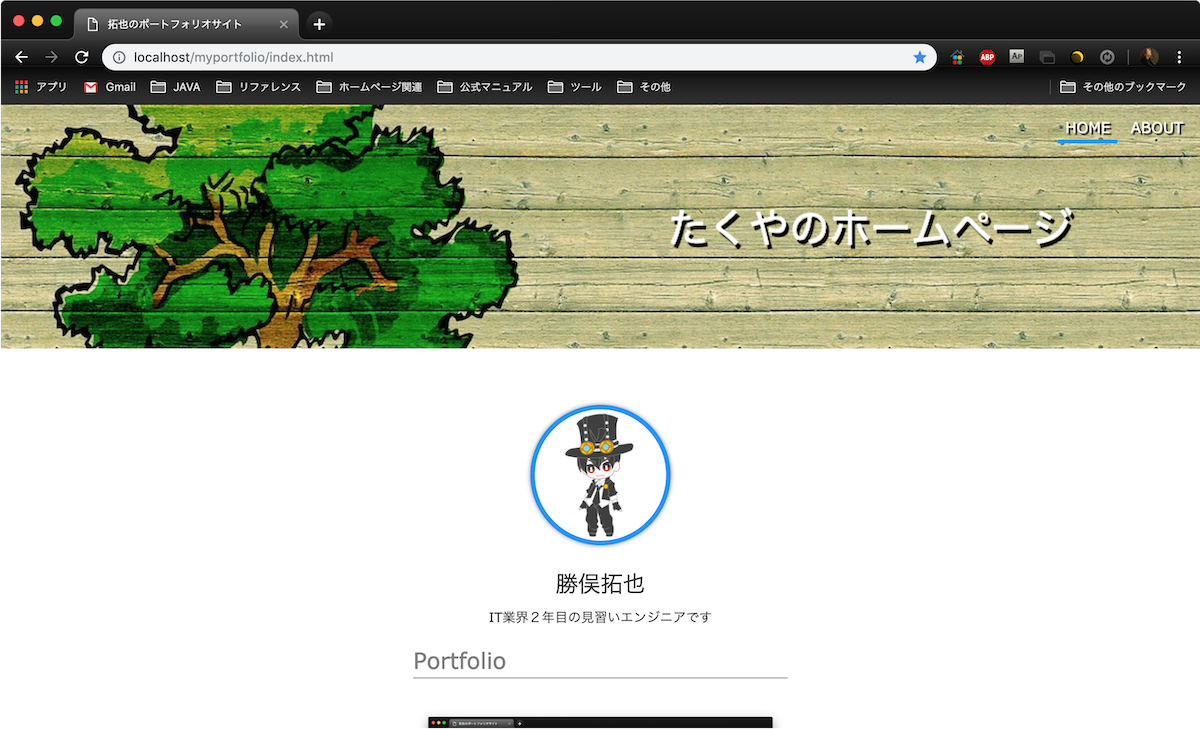 拓也のポートフォリオサイト
localhost/myportfolio/index.html
ABP
AP
アプリ Gmail JAVA リファレンス ホームページ関連 公式マニュアル ツール その他 その他のブックマーク
HOME ABOUT
たくやのホームページ
勝俣拓也
IT業界２年目の見習いエンジニアです
Portfolio